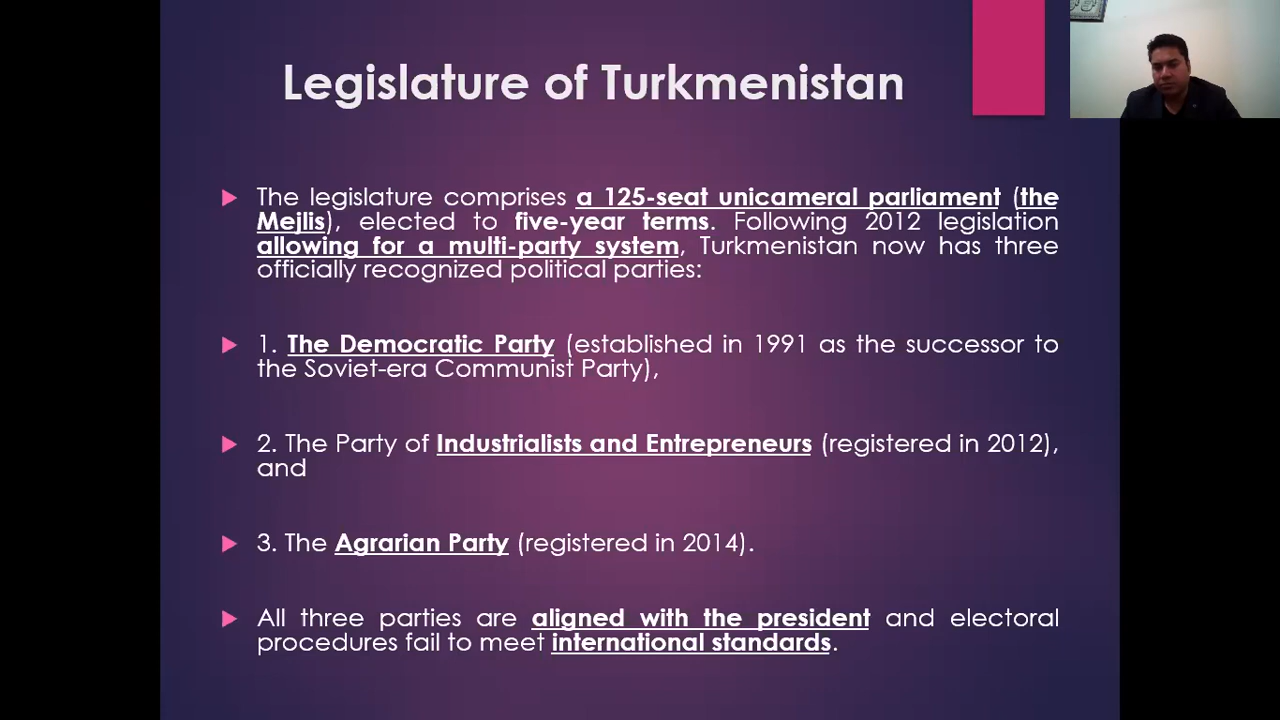 Legislature of Turkmenistan
The legislature comprises a 125-seat unicameral parliament (the
Mejlis), elected to five-year terms. Following 2012 legislation
allowing for a multi-party system, Turkmenistan now has three
officially recognized political parties:
1. The Democratic Party (established in 1991 as the successor to
the Soviet-era Communist Party),
2. The Party of Industrialists and Entrepreneurs (registered in 2012),
and
3. The Agrarian Party (registered in 2014).
All three parties are aligned with the president and electoral
procedures fail to meet international standards.